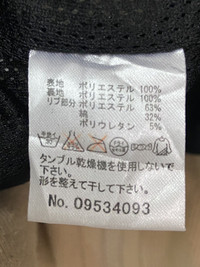 表地 ポリエステル 100%
裏地 ポリエステル 100%
リブ部分 ポリエステル 63%
綿 32%
ポリウレタン 5%
タンブル乾燥機を使用しないで
下さい。
形を整えて干して下さい。
No. 09534093